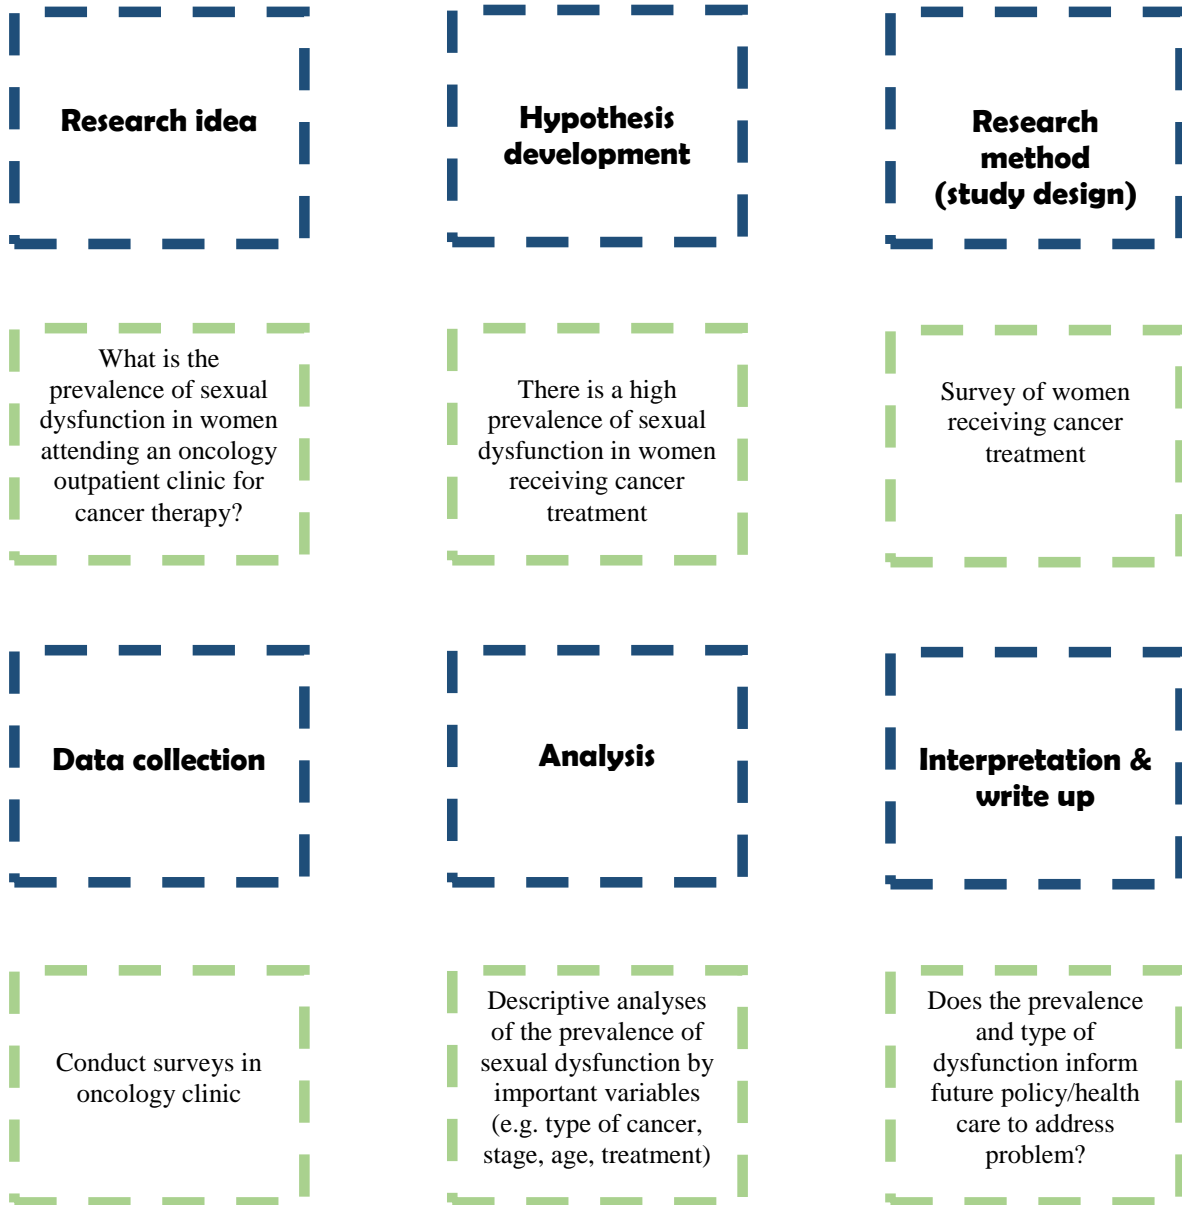 Research idea
Hypothesis
development
Research
method
(study design)
What is the
prevalence of sexual
dysfunction in women
attending an oncology
outpatient clinic for
cancer therapy?
There is a high
prevalence of sexual
dysfunction in women
receiving cancer
treatment
Survey of women
receiving cancer
treatment
Data collection
Analysis
Interpretation &
write up
Conduct surveys in
oncology clinic
Descriptive analyses
of the prevalence of
sexual dysfunction by
important variables
(e.g. type of cancer,
stage, age, treatment)
Does the prevalence
and type of
dysfunction inform
future policy/health
care to address
problem?